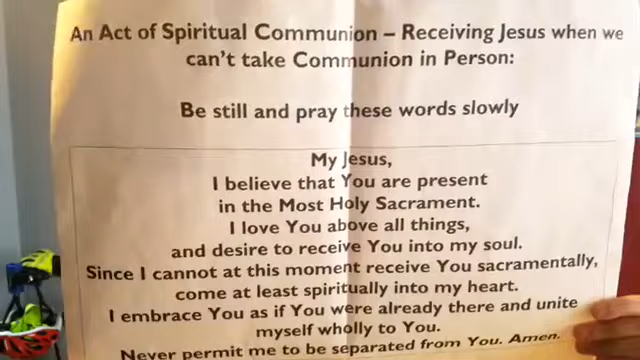 An Act of Spiritual Communion – Receiving Jesus when we
can't take Communion in Person:
Be still and pray these words slowly
My Jesus,
I believe that You are present
in the Most Holy Sacrament.
I love You above all things,
and desire to receive You into my soul.
Since I cannot at this moment receive You sacramentally,
come at least spiritually into my heart.
I embrace You as if You were already there and unite
myself wholly to You.
Never permit me to be separated from You. Amen.